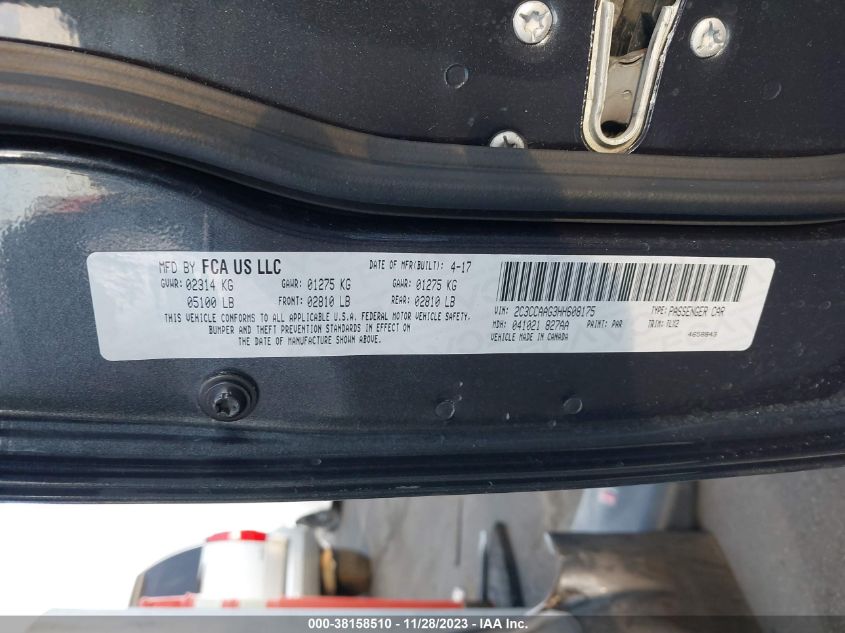 MFD BY FCA US LLC DATE OF MFR(BUILT): 4-17
GVWR: 02314 KG GAWR: 01275 KG GAWR: 01275 KG
05100 LB FRONT: 02810 LB REAR: 02810 LB
THIS VEHICLE CONFORMS TO ALL APPLICABLE U.S.A. FEDERAL MOTOR VEHICLE SAFETY,
BUMPER AND THEFT PREVENTION STANDARDS IN EFFECT ON
THE DATE OF MANUFACTURE SHOWN ABOVE.
VIN: 2C3CCAAG3HH608175 TYPE: PASSENGER CAR
MDH: 041021 827AA PAINT: PAR TRIM: TLX2
VEHICLE MADE IN CANADA 4658843
000-38158510 - 11/28/2023 - IAA Inc.